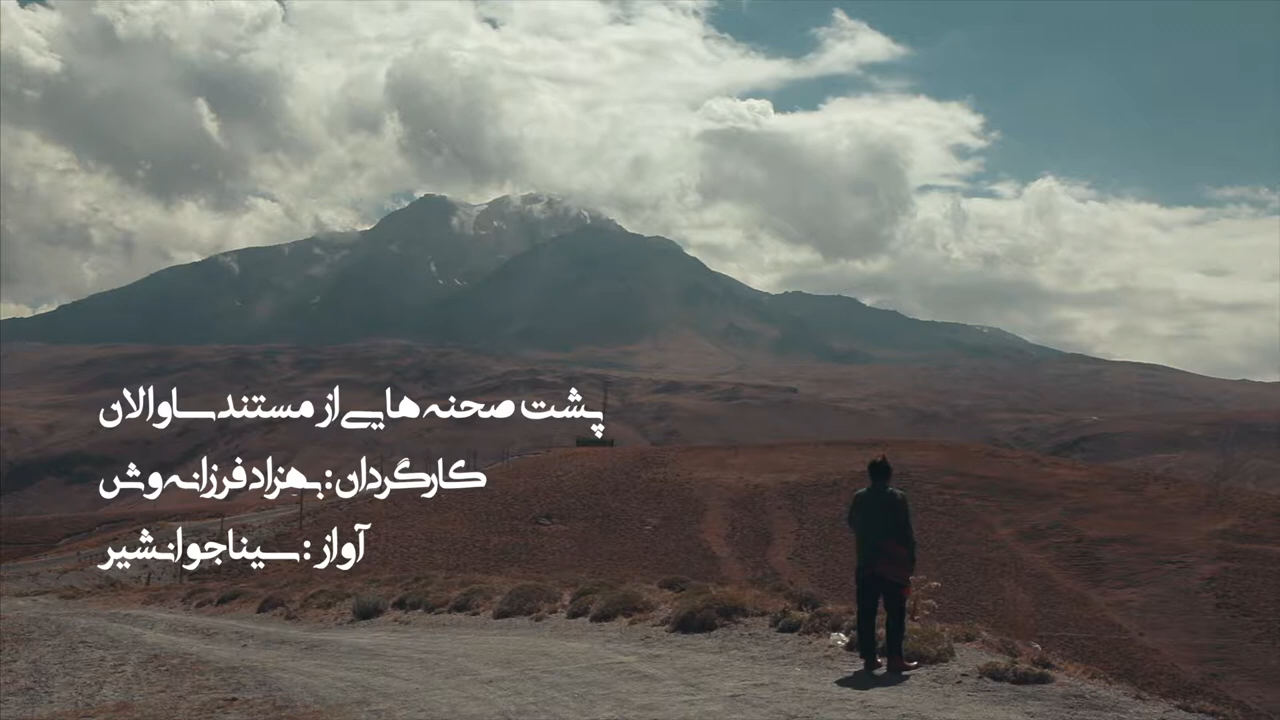 پشت صحنه هایی از مستند ساوالان
کارگردان: بهزاد فرزانه وش
آواز: سینا جوانشیر